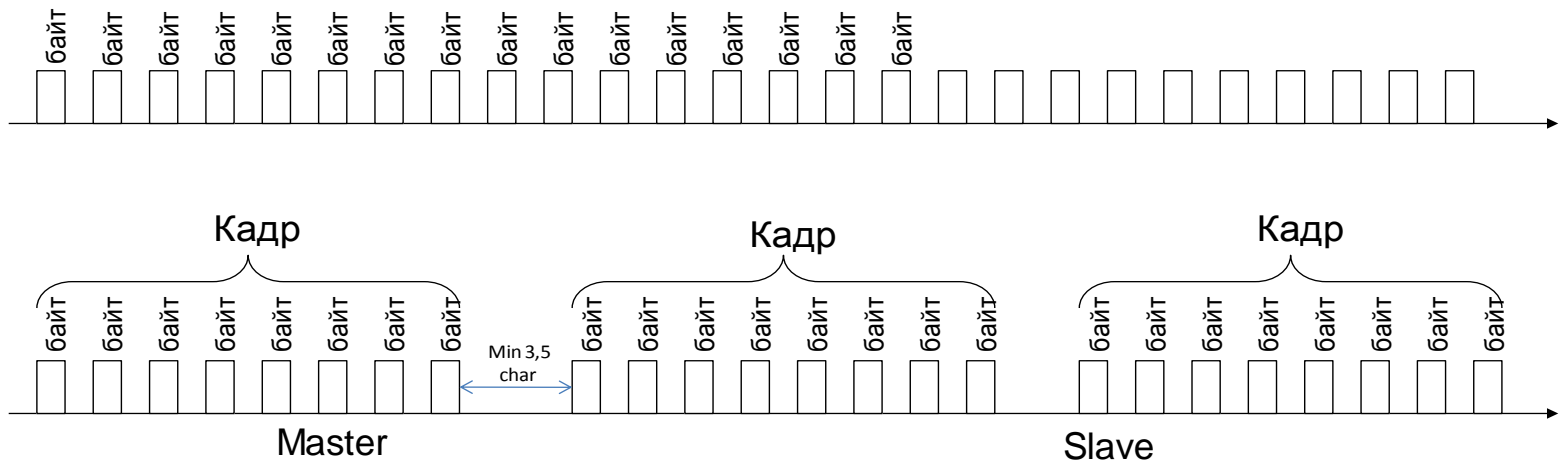 байт байт байт байт байт байт байт байт байт байт байт байт байт байт байт байт
Кадр Кадр Кадр
байт байт байт байт байт байт байт байт байт байт байт байт байт байт байт байт байт байт байт байт байт байт байт байт
Min 3,5
char
Master Slave